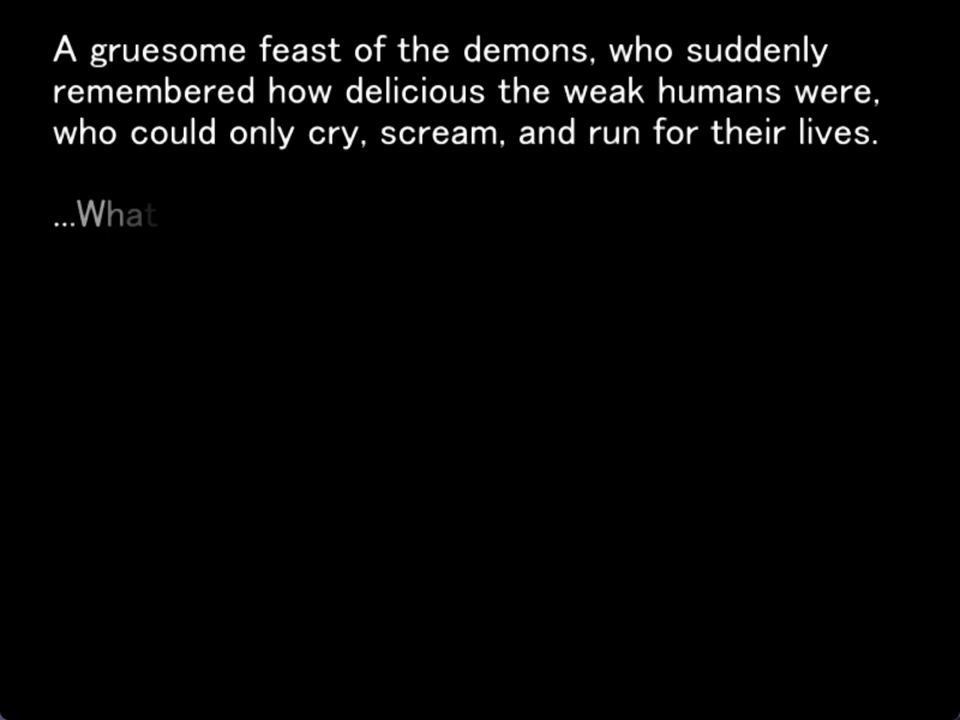 A gruesome feast of the demons, who suddenly
remembered how delicious the weak humans were,
who could only cry, scream, and run for their lives.
...What